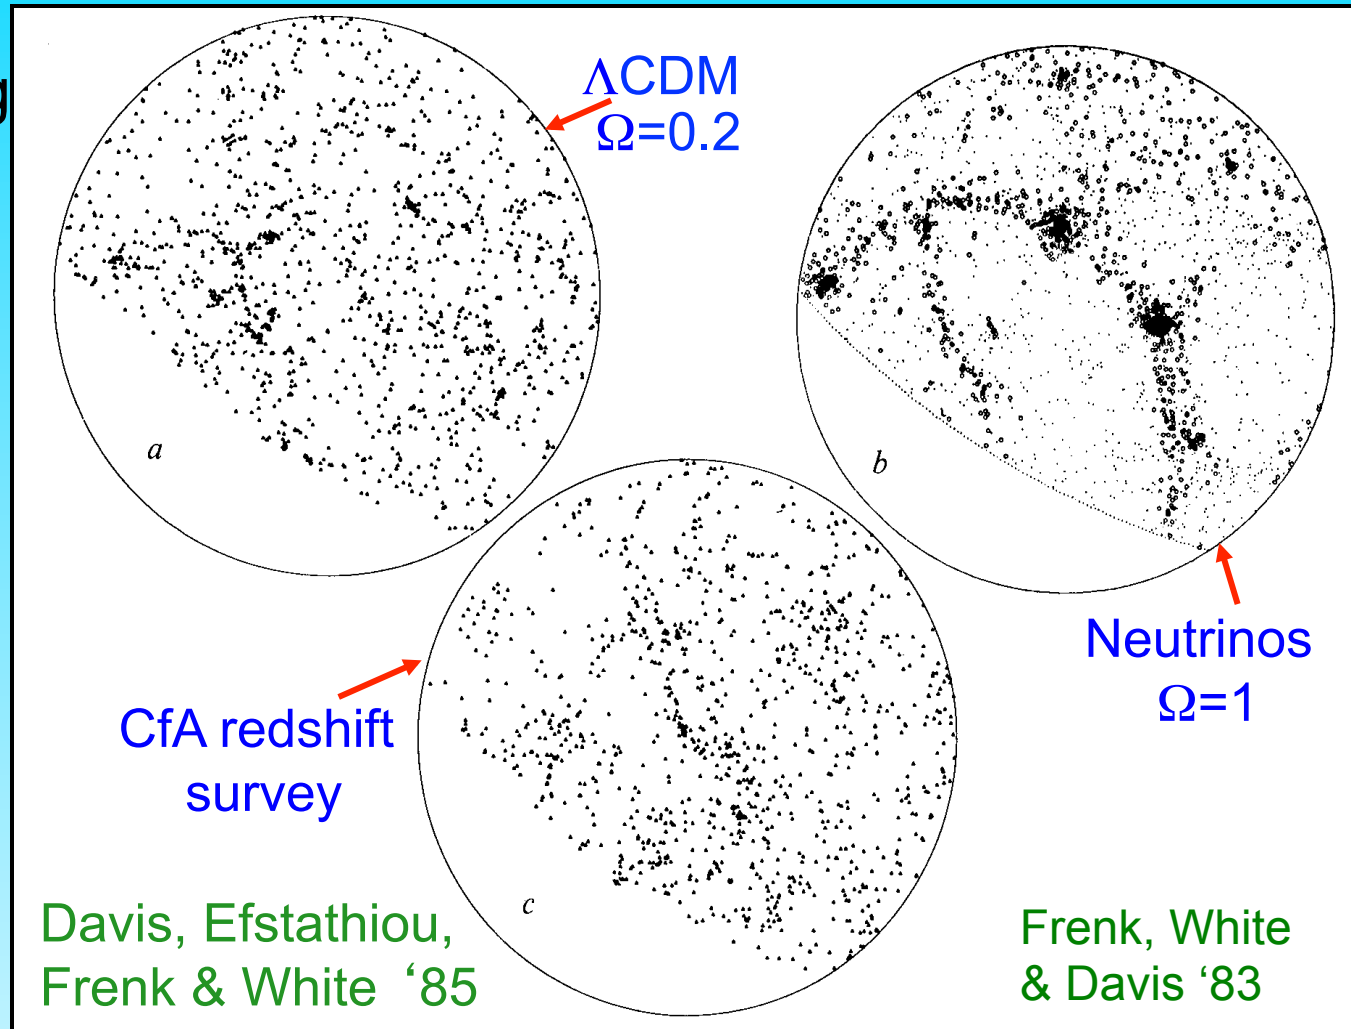 g
ΛCDM
Ω=0.2
a
b
Neutrinos
Ω=1
CfA redshift
survey
c
Davis, Efstathiou,
Frenk & White ‘85
Frenk, White
& Davis ‘83